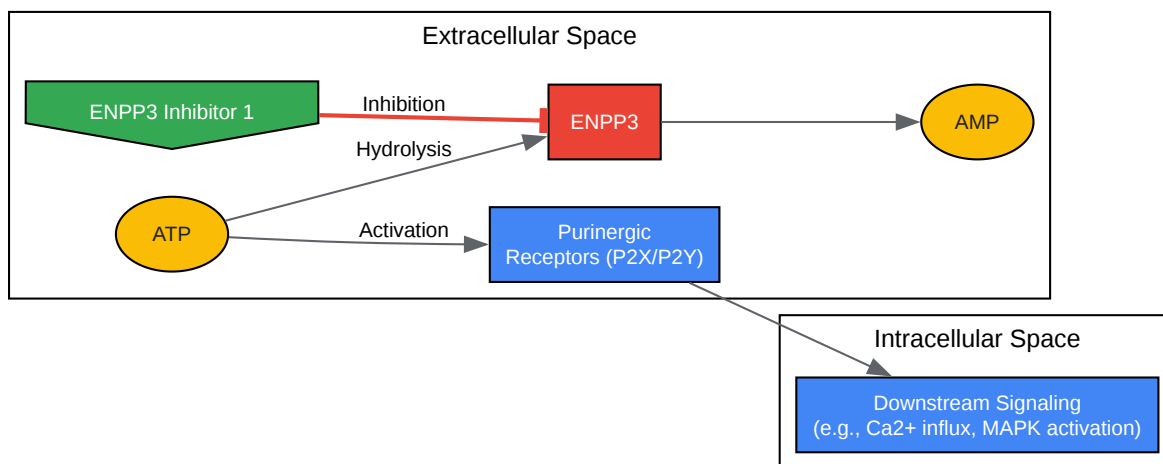 Extracellular Space
ENPP3 Inhibitor 1
Inhibition
ENPP3
AMP
Hydrolysis
ATP
Activation
Purinergic
Receptors (P2X/P2Y)
Intracellular Space
Downstream Signaling
(e.g., Ca2+ influx, MAPK activation)